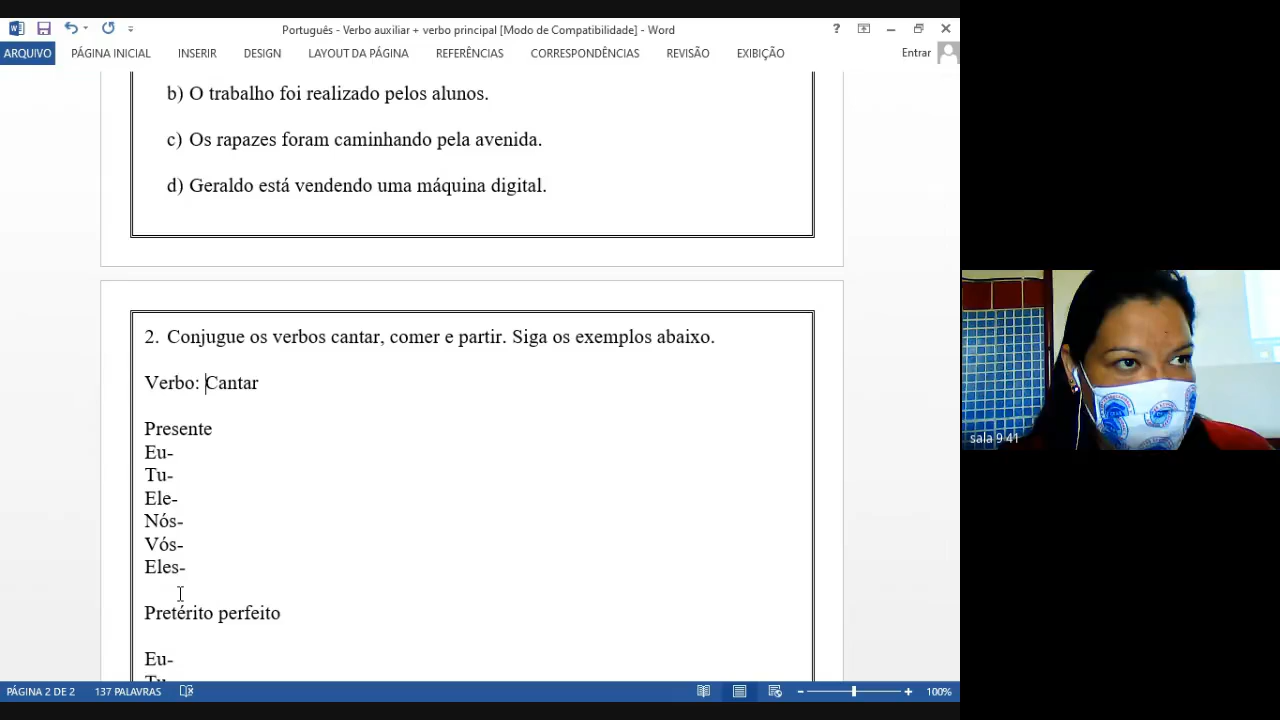 Português - Verbo auxiliar + verbo principal [Modo de Compatibilidade] - Word
ARQUIVO PÁGINA INICIAL INSERIR DESIGN LAYOUT DA PÁGINA REFERÊNCIAS CORRESPONDÊNCIAS REVISÃO EXIBIÇÃO Entrar
b) O trabalho foi realizado pelos alunos.
c) Os rapazes foram caminhando pela avenida.
d) Geraldo está vendendo uma máquina digital.
2. Conjugue os verbos cantar, comer e partir. Siga os exemplos abaixo.
Verbo: Cantar
Presente
Eu-
Tu-
Ele-
Nós-
Vós-
Eles-
Pretérito perfeito
Eu-
Tu-
PÁGINA 2 DE 2 137 PALAVRAS 100%
sala 9 41